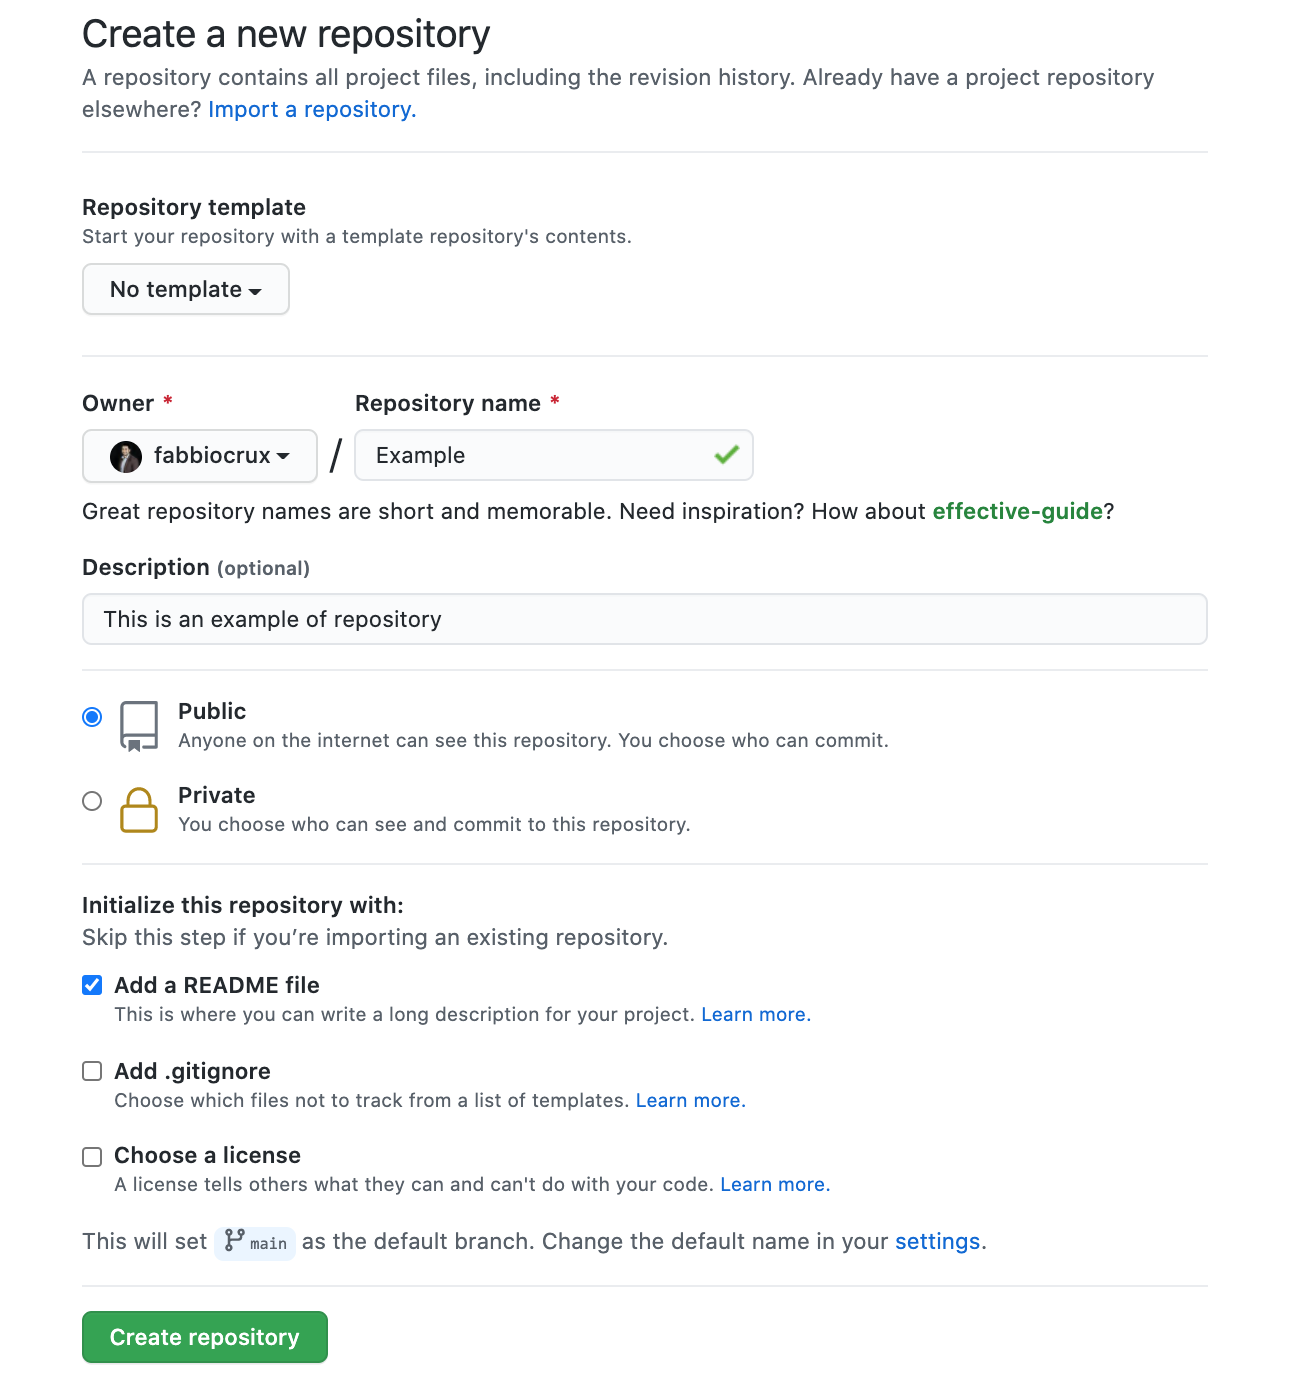 Create a new repository
A repository contains all project files, including the revision history. Already have a project repository
elsewhere? Import a repository.
Repository template
Start your repository with a template repository's contents.
No template
Owner *
Repository name *
fabbiocrux
/
Example
Great repository names are short and memorable. Need inspiration? How about effective-guide?
Description (optional)
This is an example of repository
Public
Anyone on the internet can see this repository. You choose who can commit.
Private
You choose who can see and commit to this repository.
Initialize this repository with:
Skip this step if you’re importing an existing repository.
Add a README file
This is where you can write a long description for your project. Learn more.
Add .gitignore
Choose which files not to track from a list of templates. Learn more.
Choose a license
A license tells others what they can and can't do with your code. Learn more.
This will set main as the default branch. Change the default name in your settings.
Create repository